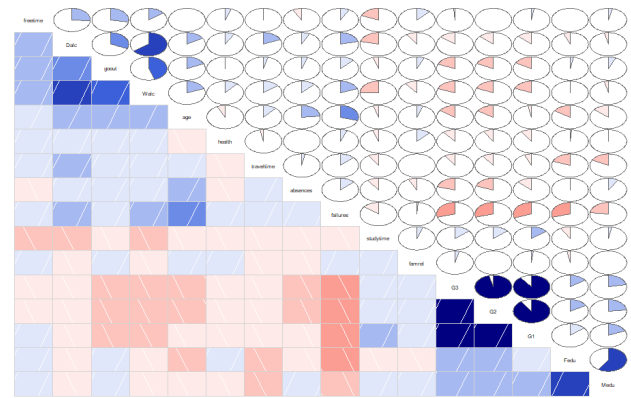 freetime
Dalc
goout
Walc
age
health
traveltime
absences
failures
studytime
famrel
G3
G2
G1
Fedu
Medu